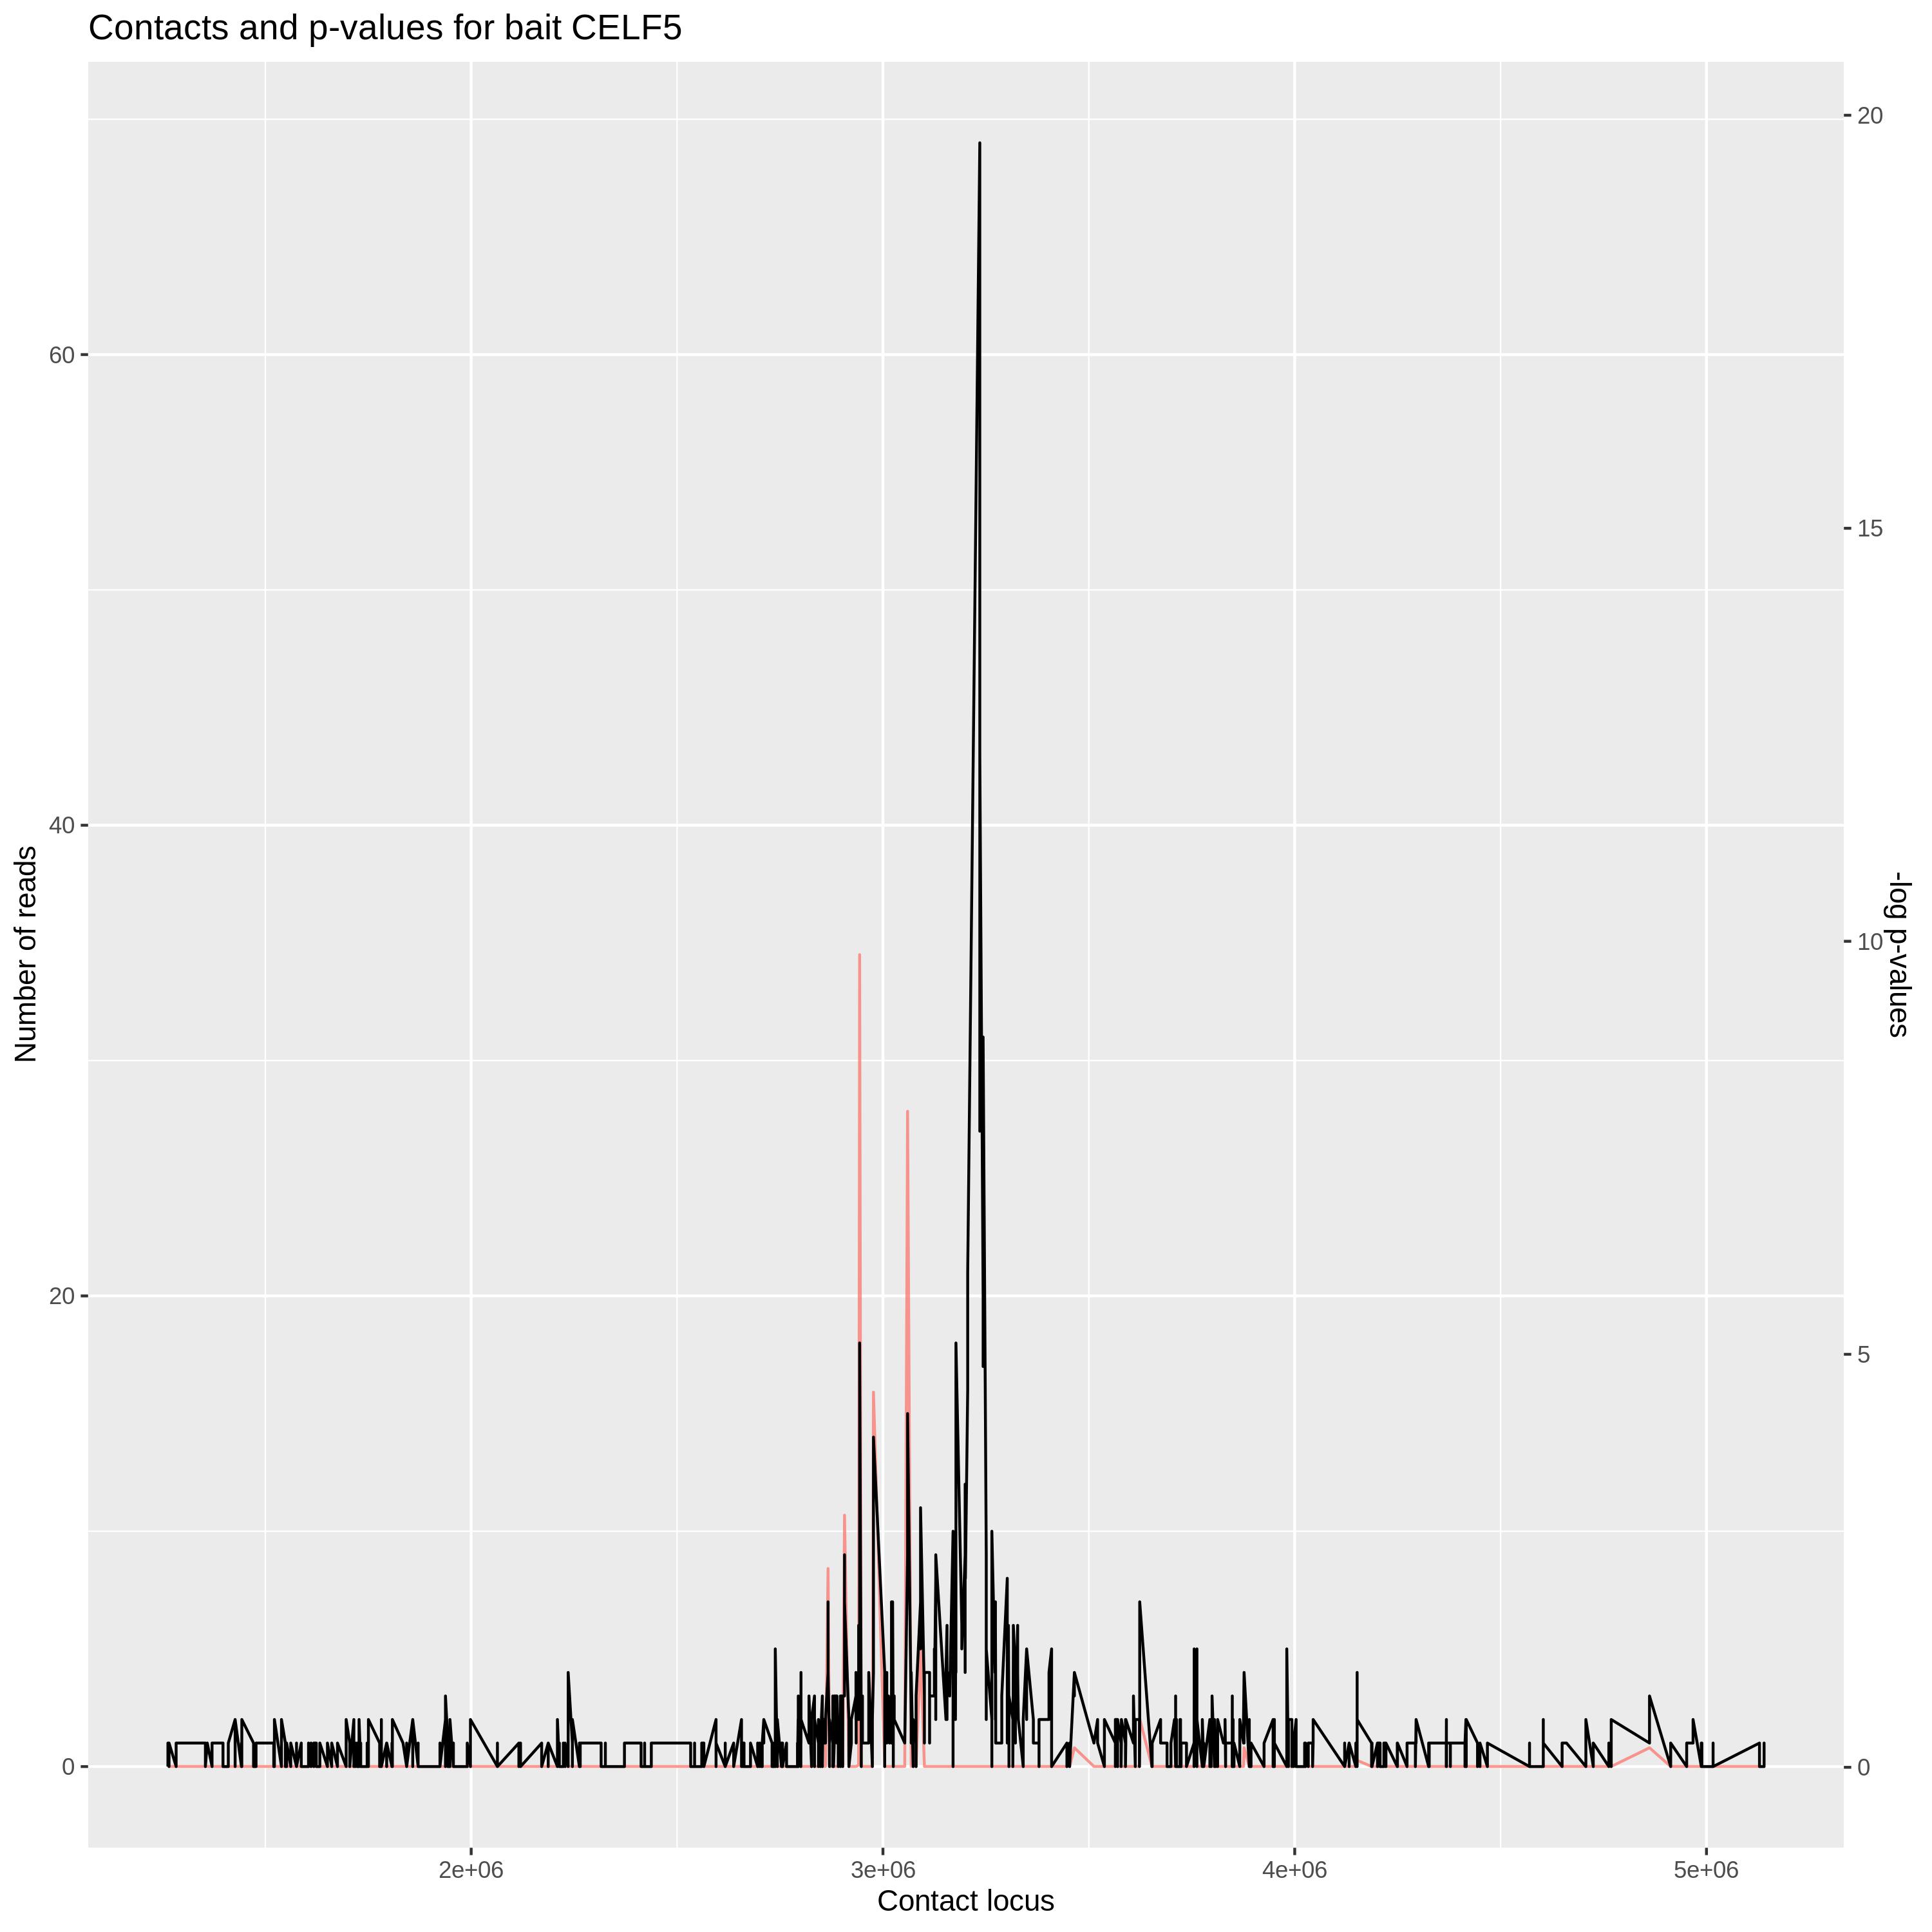 Contacts and p-values for bait CELF5
20
60
15
40
10
20
5
0
0
Number of reads
-log p-values
2e+06
3e+06
4e+06
5e+06
Contact locus